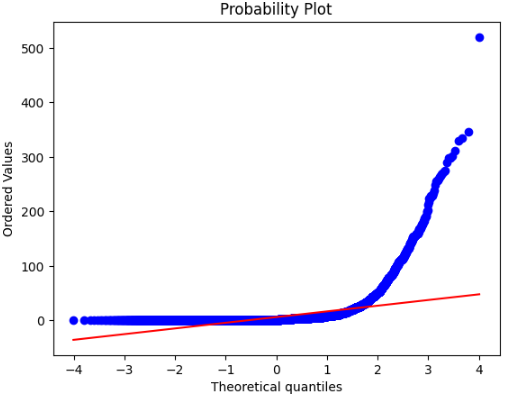 Probability Plot
Ordered Values
500
400
300
200
100
0
−4 −3 −2 −1 0 1 2 3 4
Theoretical quantiles